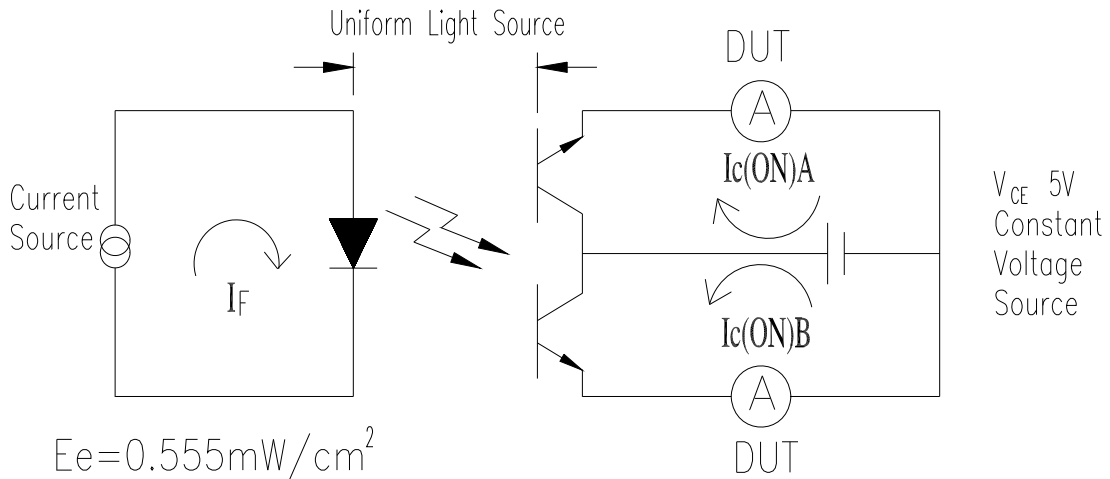 Uniform Light Source
DUT
A
Ic(ON)A
Current
Source
IF
VCE 5V
Constant
Voltage
Source
Ic(ON)B
A
DUT
Ee=0.555mW/cm²